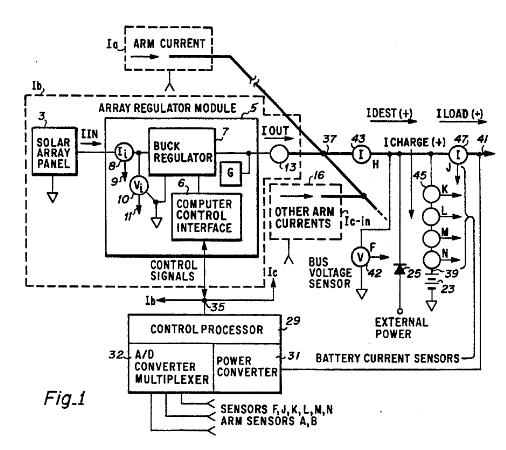 Ia
ARM CURRENT
Ib
ARRAY REGULATOR MODULE
3
SOLAR
ARRAY
PANEL
IIN
5
7
BUCK
REGULATOR
Ii
8
9
Vi
10
11
6
COMPUTER
CONTROL
INTERFACE
G
IOUT
13
17
37
43
I
H
IDEST (+)
ILOAD (+)
ICHARGE (+)
47
I
J
41
16
OTHER ARM
CURRENTS
Ic-in
45
K
L
M
N
39
23
BUS
VOLTAGE
SENSOR
V
F
42
25
EXTERNAL
POWER
CONTROL
SIGNALS
Ib
Ic
35
CONTROL PROCESSOR
29
32
A/D
CONVERTER
MULTIPLEXER
POWER
CONVERTER
31
BATTERY CURRENT SENSORS
SENSORS F,J,K,L,M,N
ARM SENSORS A,B
Fig_1